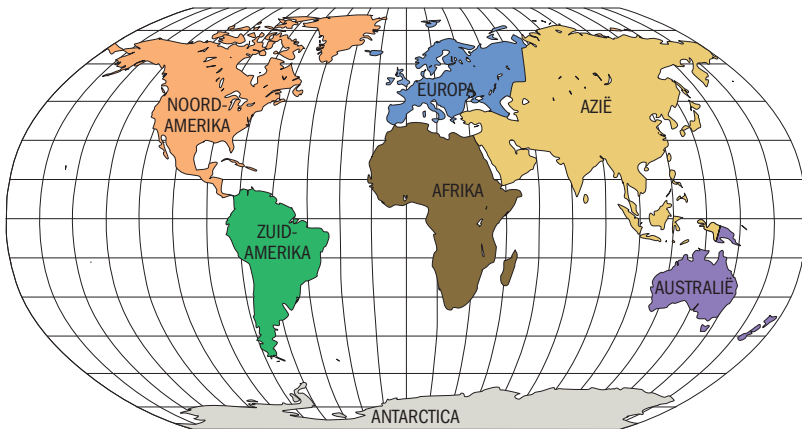 NOORD-
AMERIKA
EUROPA
AZIË
AFRIKA
ZUID-
AMERIKA
AUSTRALIË
ANTARCTICA